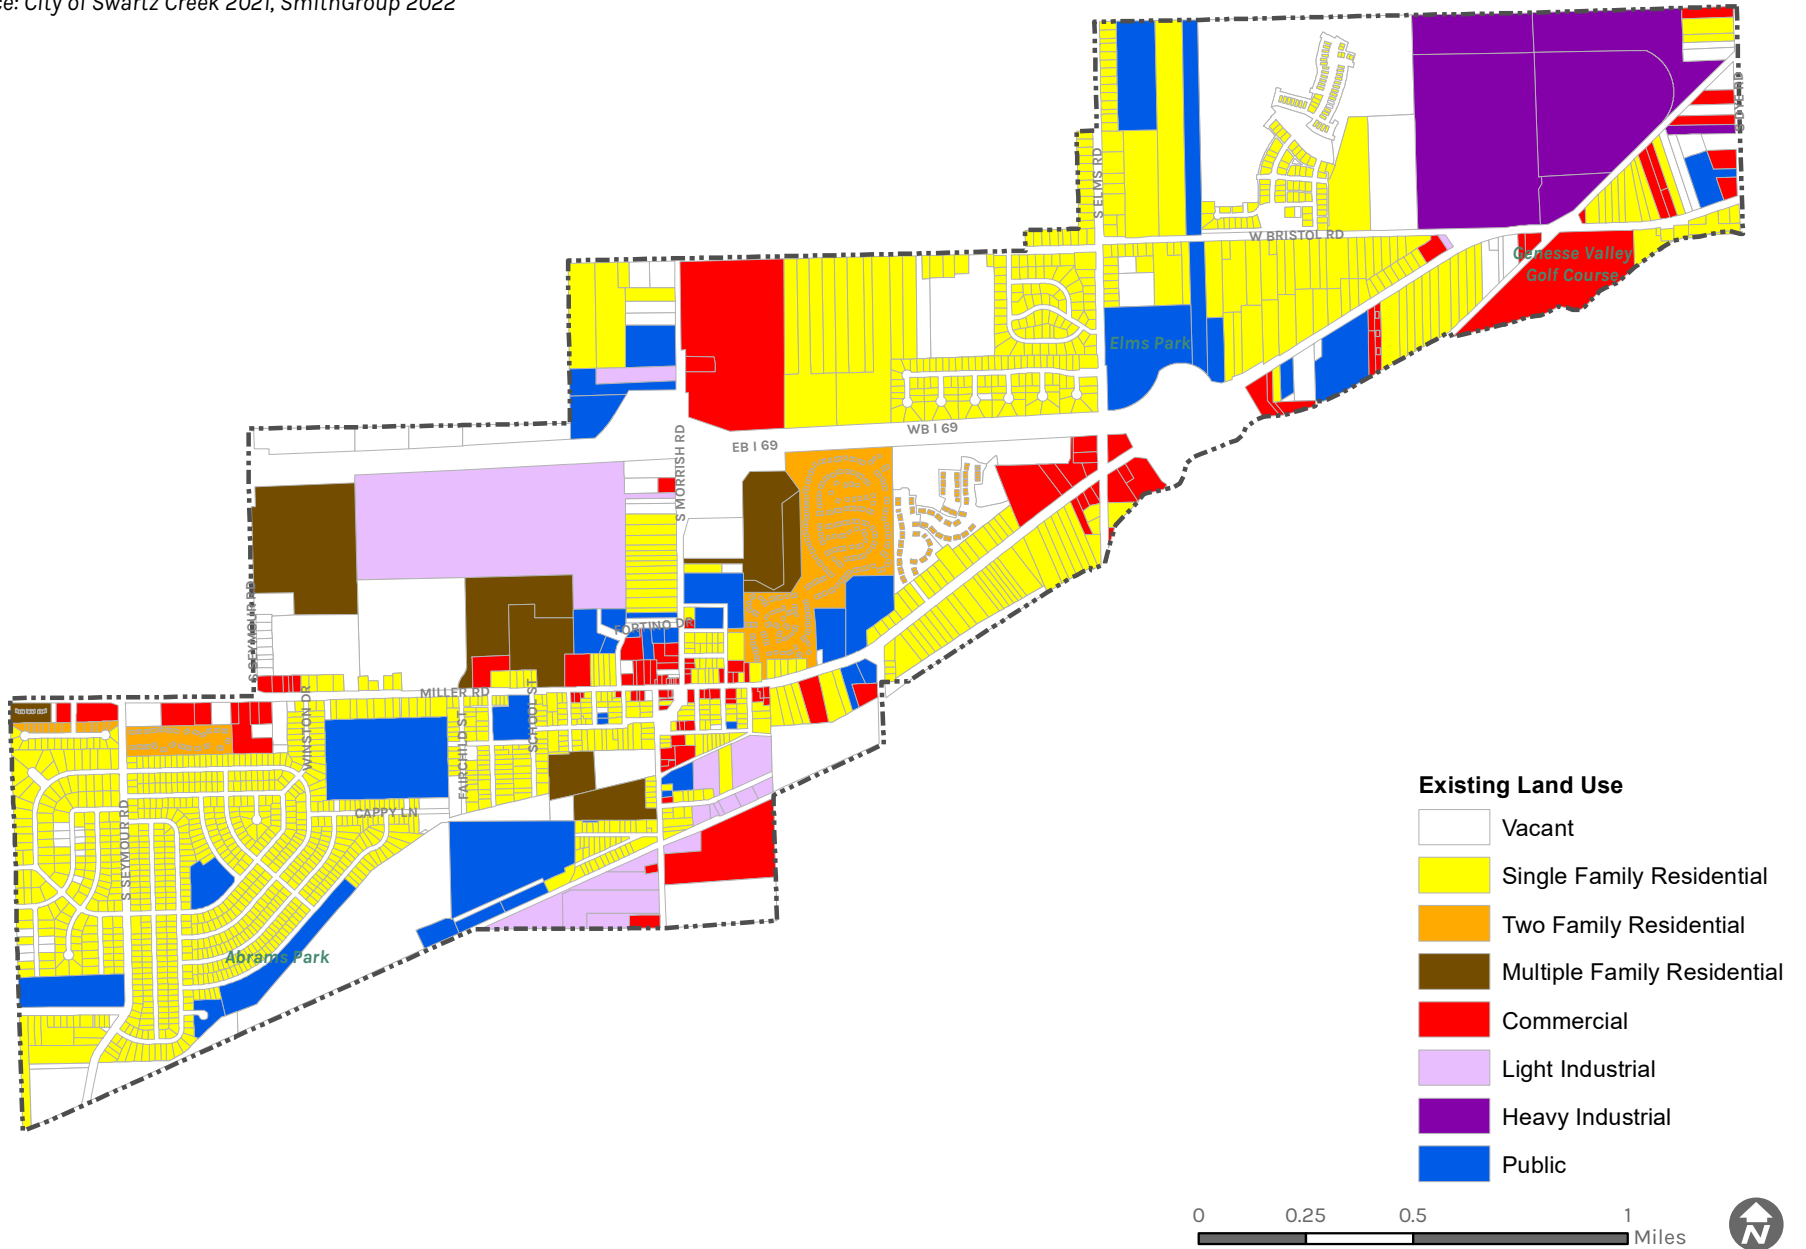 ce: City of Swartz Creek 2021, SmithGroup 2022
S ELMS RD
W BRISTOL RD
Genesse Valley
Golf Course
Elms Park
WB I 69
EB I 69
S MORRISH RD
FORTINO DR
MILLER RD
WINSTON DR
FAIRCHILD ST
SCHOOL ST
CAPPY LN
S SEYMOUR RD
Abrams Park
Existing Land Use
Vacant
Single Family Residential
Two Family Residential
Multiple Family Residential
Commercial
Light Industrial
Heavy Industrial
Public
0 0.25 0.5 1
Miles
N